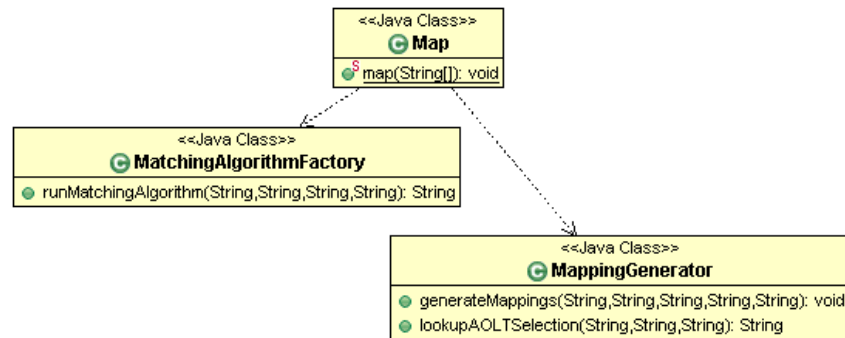 <<Java Class>>
C Map
S map(String[]): void
<<Java Class>>
C MatchingAlgorithmFactory
runMatchingAlgorithm(String,String,String,String): String
<<Java Class>>
C MappingGenerator
generateMappings(String,String,String,String,String): void
lookupAOLTSelection(String,String,String): String